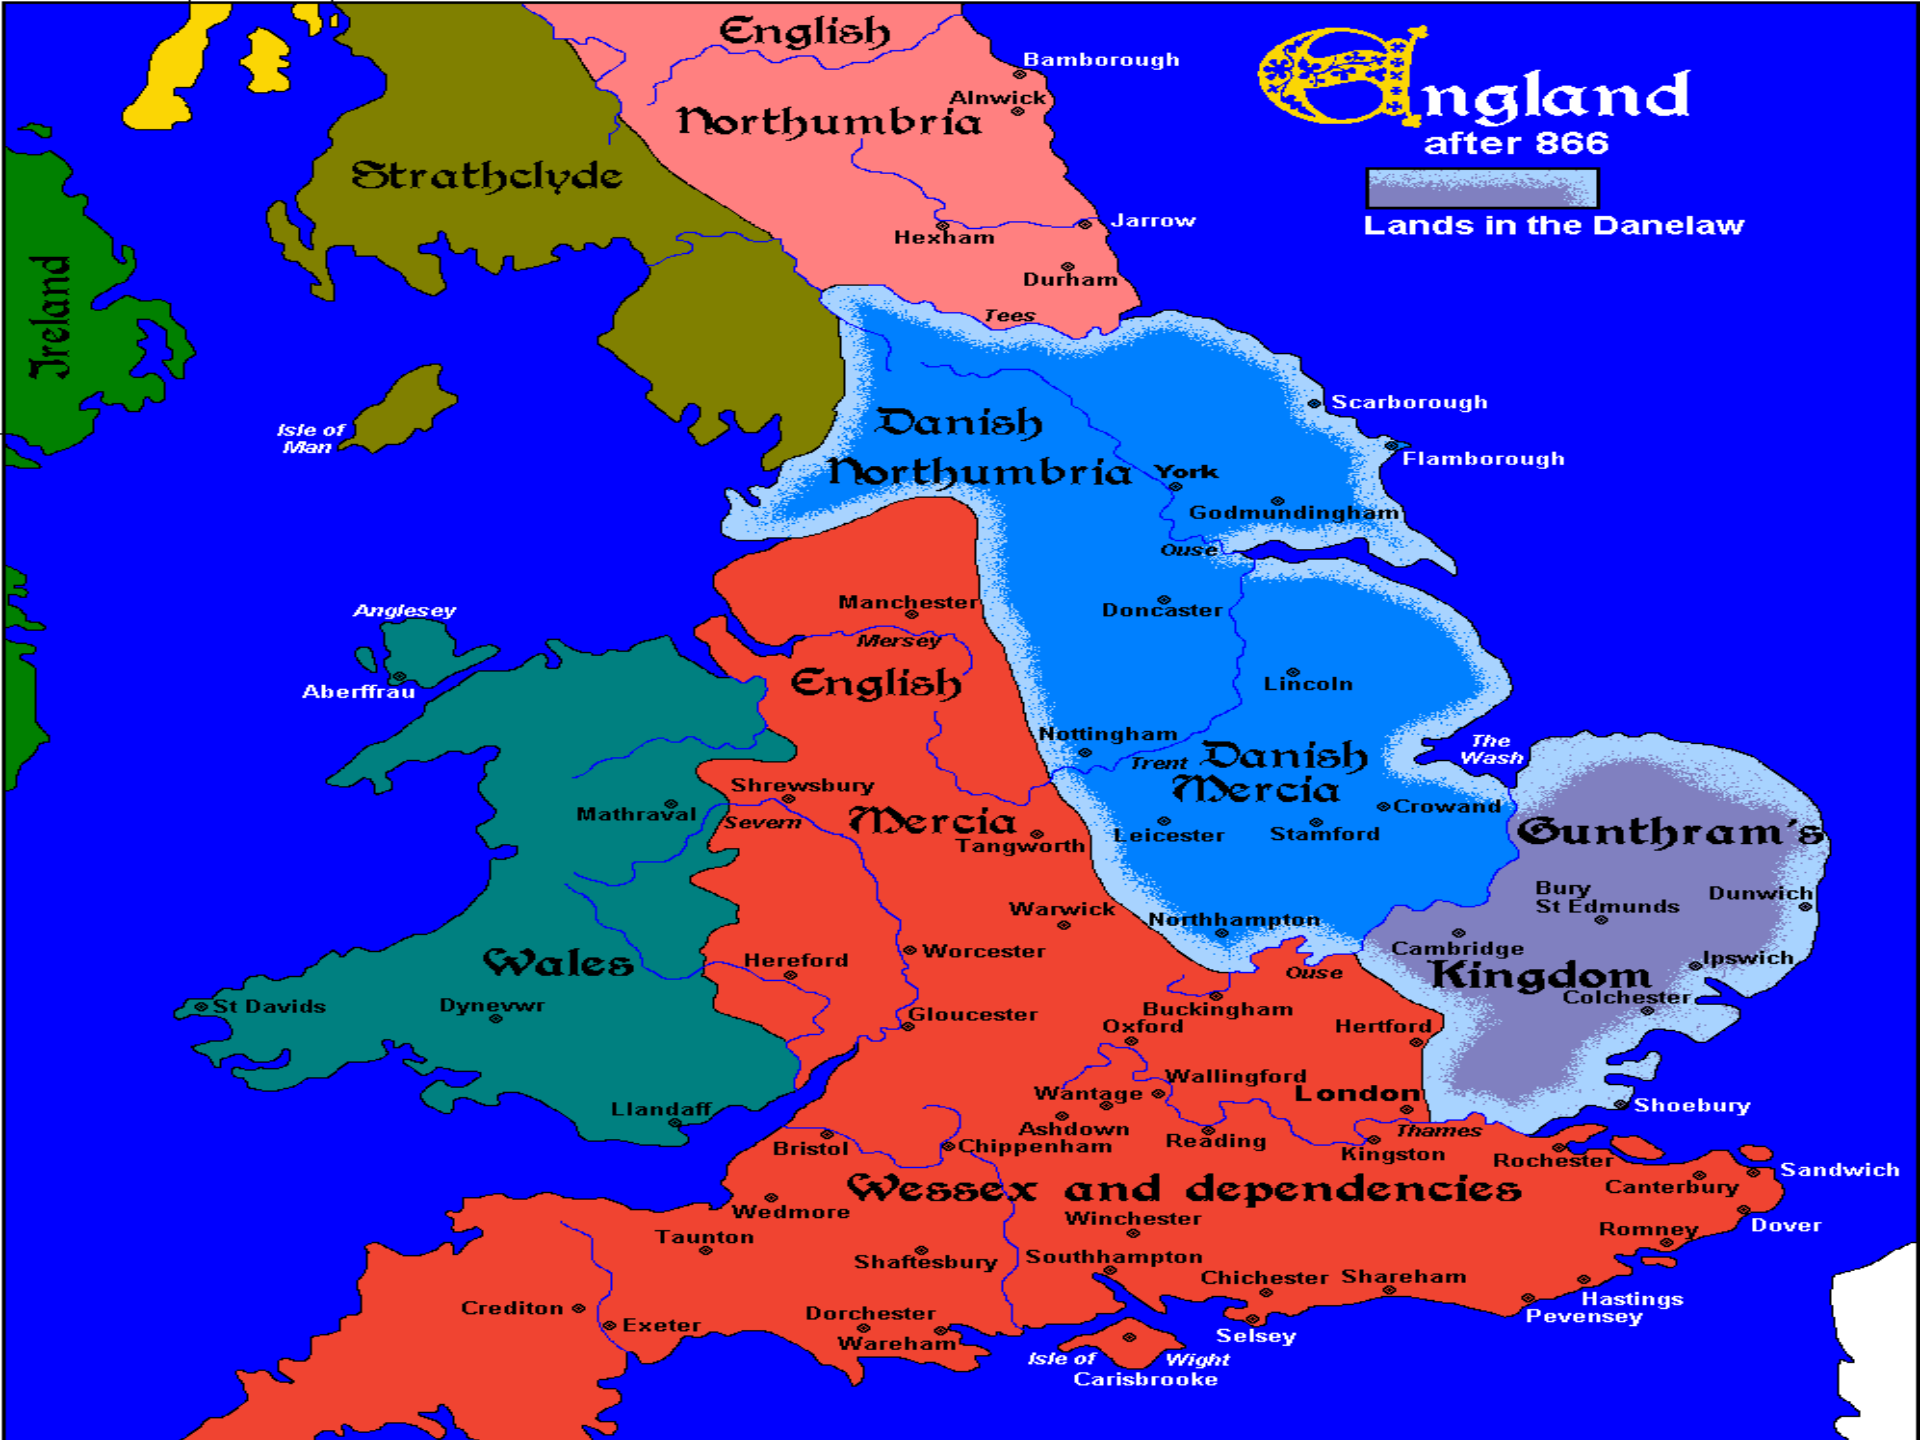 England
after 866
Lands in the Danelaw
English
Northumbria
Bamborough
Alnwick
Strathclyde
Jarrow
Hexham
Durham
Tees
Ireland
Isle of
Man
Danish
Northumbria
Scarborough
Flamborough
York
Godmundingham
Ouse
Manchester
Mersey
Doncaster
Anglesey
Aberffrau
English
Mercia
Lincoln
Nottingham
Trent
Danish
Mercia
The
Wash
Shrewsbury
Severn
Mathraval
Tangworth
Leicester
Stamford
Crowand
Gunthram's
Kingdom
Bury
St Edmunds
Dunwich
Warwick
Northhampton
Cambridge
Ipswich
Colchester
Wales
Hereford
Worcester
Ouse
St Davids
Dynevwr
Gloucester
Buckingham
Oxford
Hertford
Wallingford
Wantage
London
Llandaff
Ashdown
Reading
Thames
Shoebury
Bristol
Chippenham
Kingston
Rochester
Sandwich
Canterbury
Wessex and dependencies
Wedmore
Winchester
Romney
Dover
Taunton
Shaftesbury
Southhampton
Chichester
Shareham
Hastings
Pevensey
Crediton
Exeter
Dorchester
Wareham
Selsey
Isle of Wight
Carisbrooke